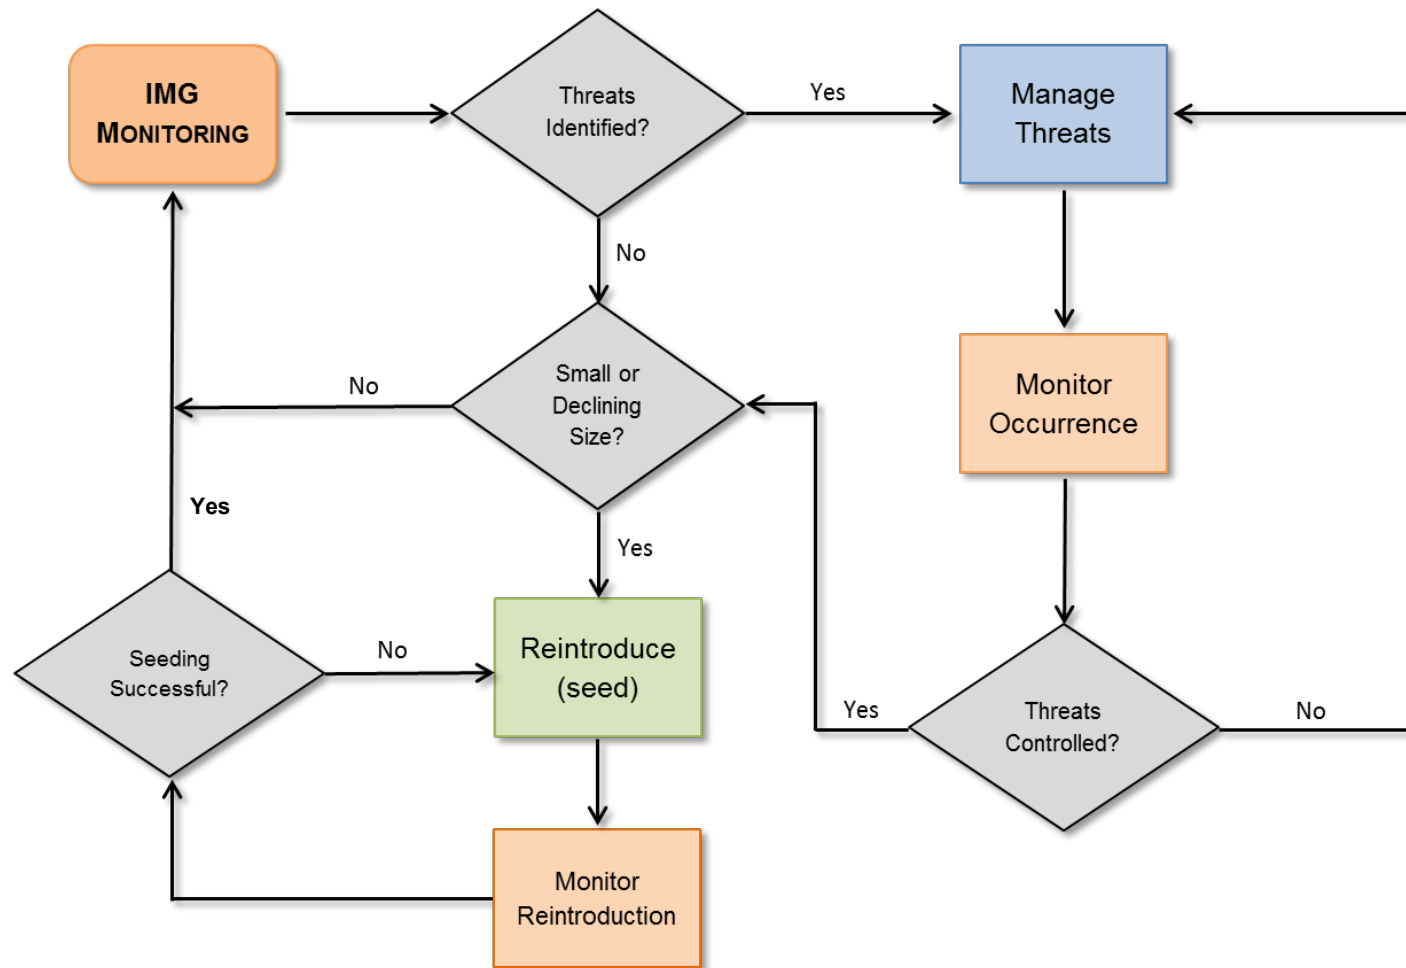 IMG
MONITORING
Threats
Identified?
Yes
Manage
Threats
No
Small or
Declining
Size?
No
Monitor
Occurrence
Yes
Yes
Seeding
Successful?
No
Reintroduce
(seed)
Yes
Threats
Controlled?
No
Monitor
Reintroduction